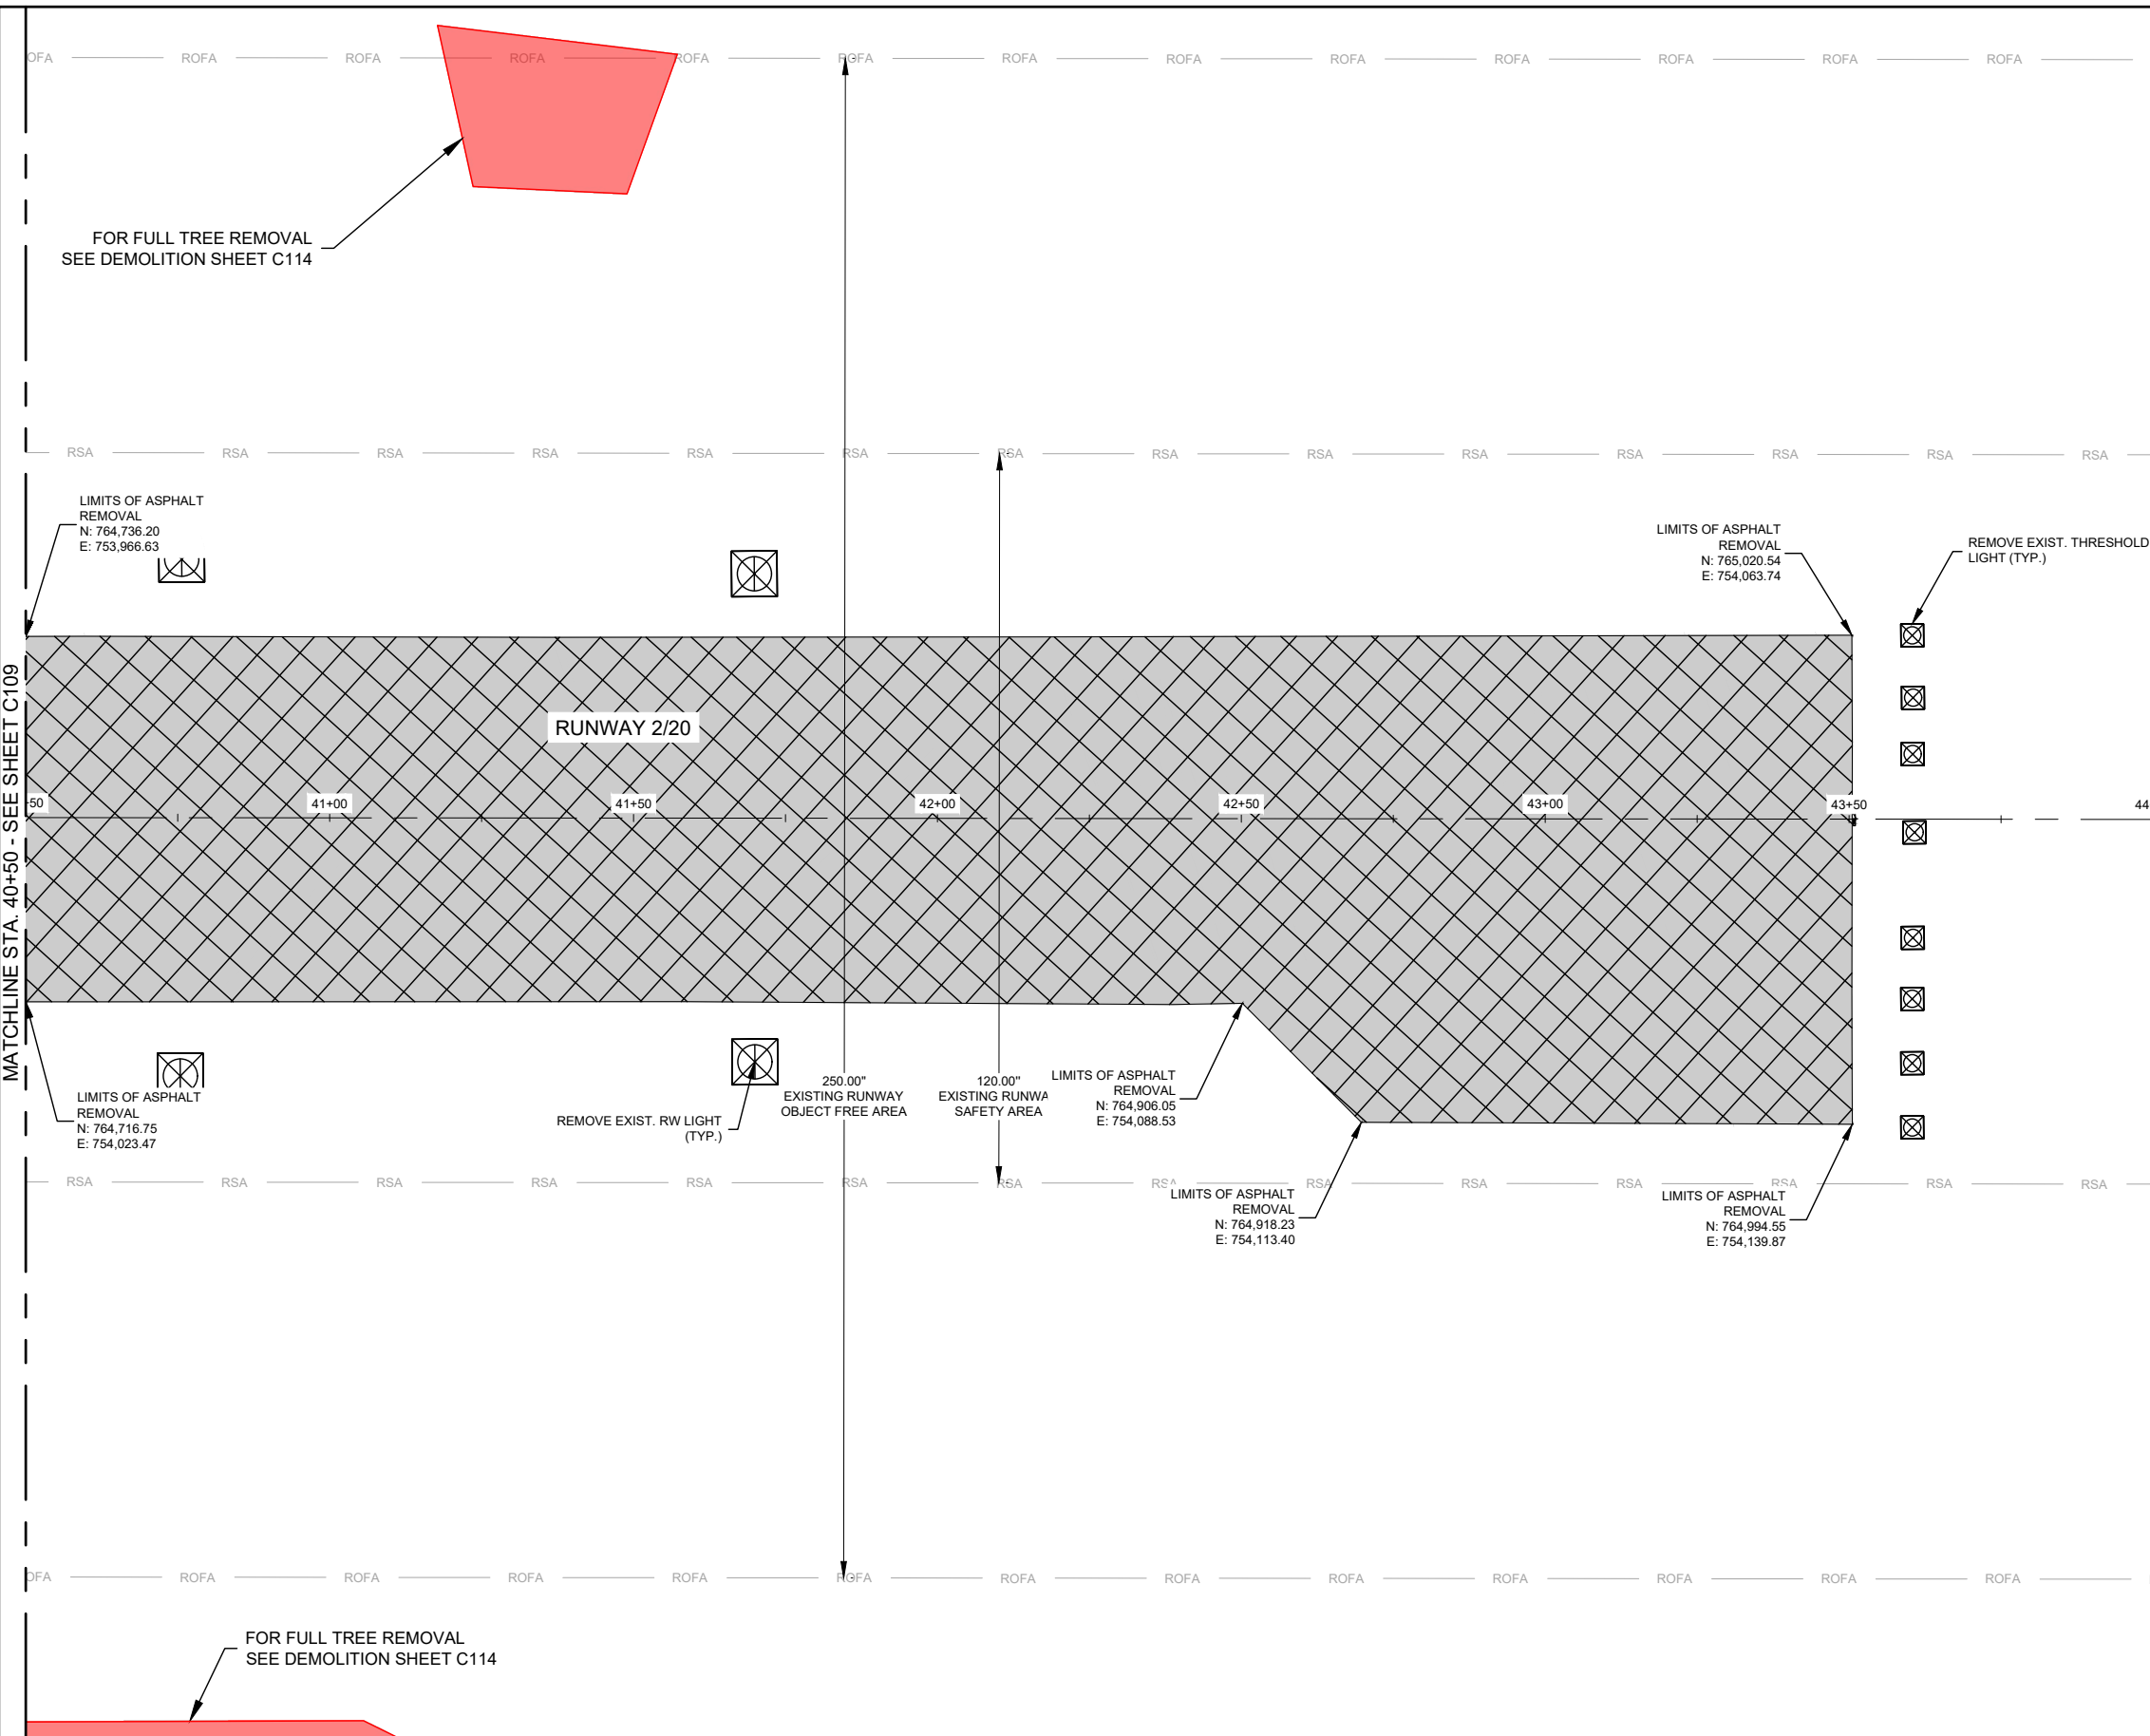 OFA ROFA ROFA ROFA ROFA ROFA ROFA ROFA ROFA ROFA ROFA ROFA ROFA
FOR FULL TREE REMOVAL
SEE DEMOLITION SHEET C114
RSA RSA RSA RSA RSA RSA RSA RSA RSA RSA RSA RSA RSA RSA
LIMITS OF ASPHALT
REMOVAL
N: 764,736.20
E: 753,966.63
LIMITS OF ASPHALT
REMOVAL
N: 765,020.54
E: 754,063.74
REMOVE EXIST. THRESHOLD
LIGHT (TYP.)
MATCHLINE STA. 40+50 - SEE SHEET C109
RUNWAY 2/20
+50 41+00 41+50 42+00 42+50 43+00 43+50 44
LIMITS OF ASPHALT
REMOVAL
N: 764,716.75
E: 754,023.47
REMOVE EXIST. RW LIGHT
(TYP.)
250.00"
EXISTING RUNWAY
OBJECT FREE AREA
120.00"
EXISTING RUNWA
SAFETY AREA
LIMITS OF ASPHALT
REMOVAL
N: 764,906.05
E: 754,088.53
RSA RSA RSA RSA RSA RSA RSA RSA RSA RSA RSA RSA RSA RSA
LIMITS OF ASPHALT
REMOVAL
N: 764,918.23
E: 754,113.40
LIMITS OF ASPHALT
REMOVAL
N: 764,994.55
E: 754,139.87
OFA ROFA ROFA ROFA ROFA ROFA ROFA ROFA ROFA ROFA ROFA ROFA ROFA
FOR FULL TREE REMOVAL
SEE DEMOLITION SHEET C114